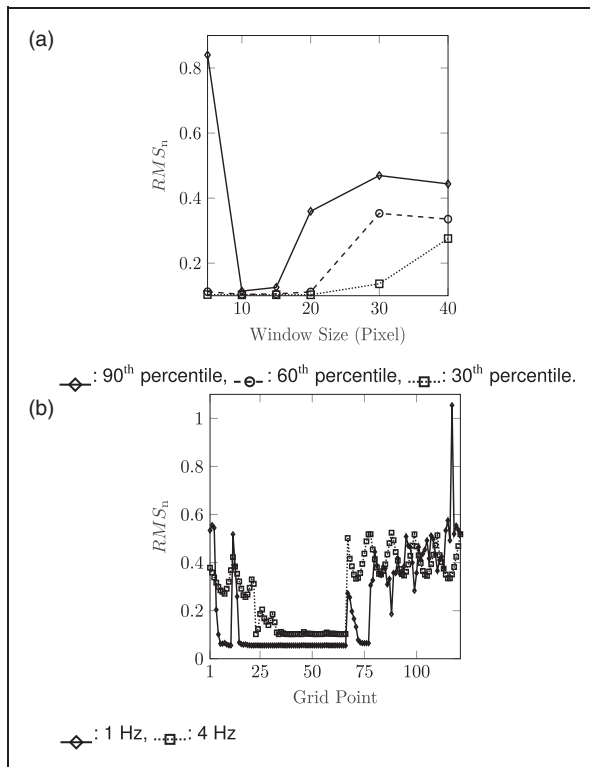 (a)
0.8
0.6
0.4
0.2
RMSn
10 20 30 40
Window Size (Pixel)
: 90th percentile, : 60th percentile, : 30th percentile.
(b)
1
0.8
0.6
0.4
0.2
0
RMSn
1 25 50 75 100
Grid Point
: 1 Hz, : 4 Hz